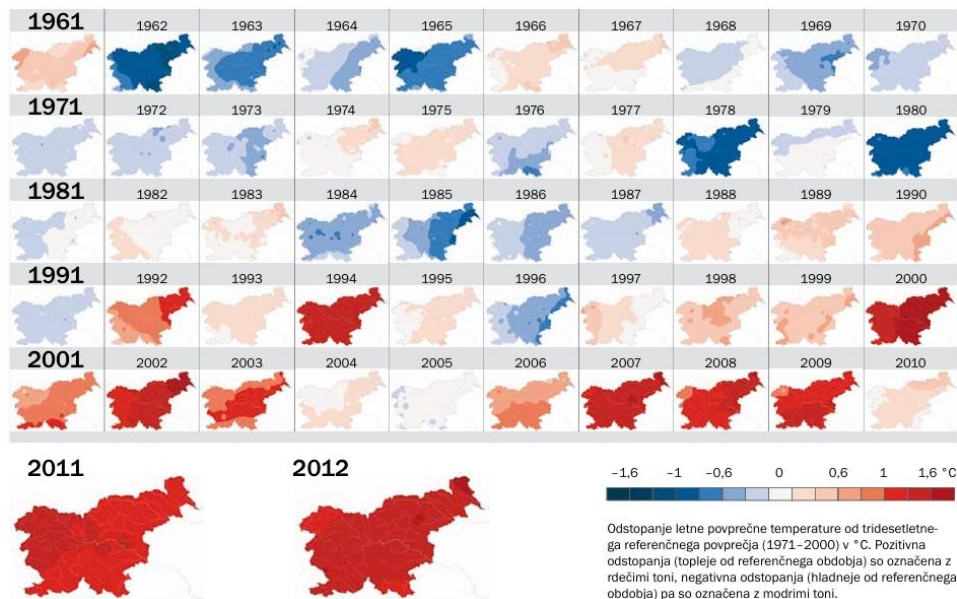 1961 1962 1963 1964 1965 1966 1967 1968 1969 1970
1971 1972 1973 1974 1975 1976 1977 1978 1979 1980
1981 1982 1983 1984 1985 1986 1987 1988 1989 1990
1991 1992 1993 1994 1995 1996 1997 1998 1999 2000
2001 2002 2003 2004 2005 2006 2007 2008 2009 2010
2011 2012
−1,6 −1 −0,6 0 0,6 1 1,6 °C
Odstopanje letne povprečne temperature od tridesetletne-
ga referenčnega povprečja (1971–2000) v °C. Pozitivna
odstopanja (topleje od referenčnega obdobja) so označena z
rdečimi toni, negativna odstopanja (hladneje od referenčnega
obdobja) pa so označena z modrimi toni.